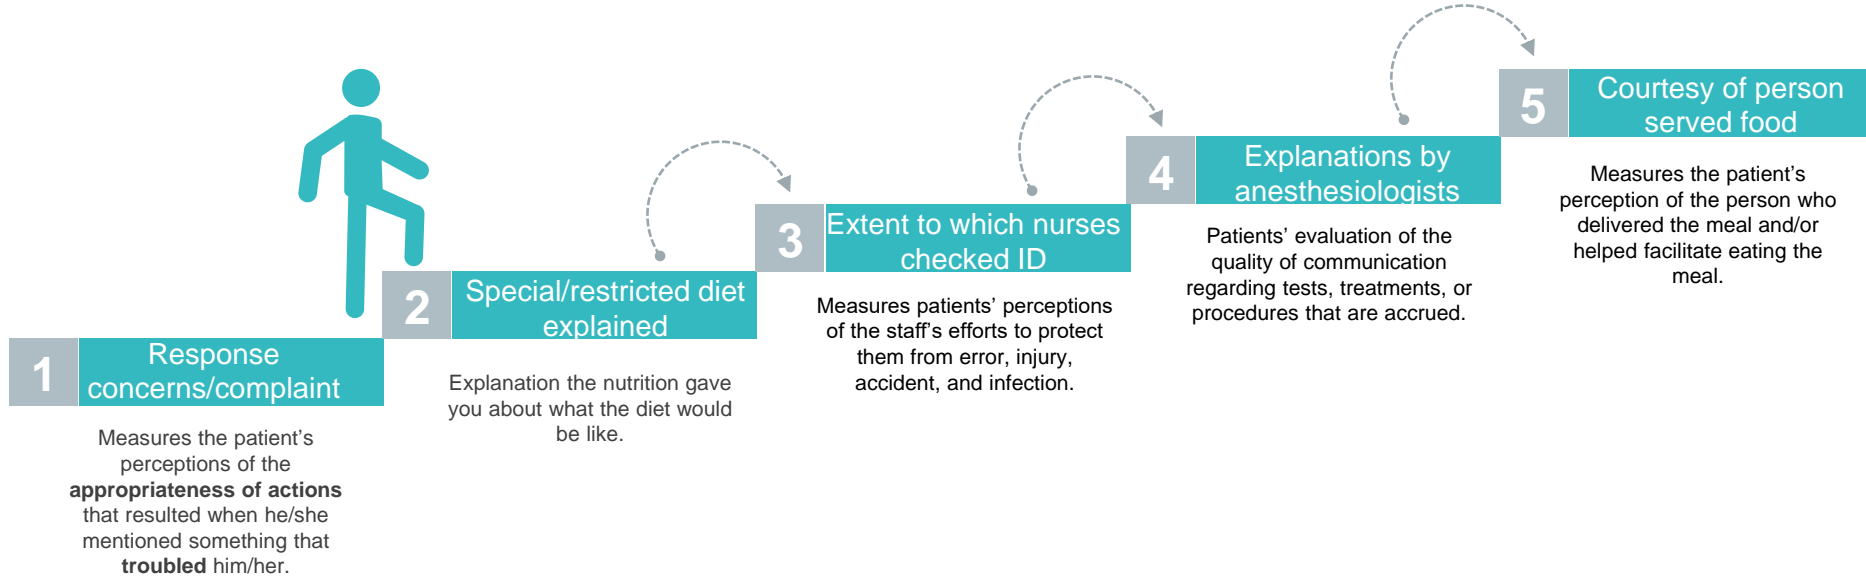 1
Response
concerns/complaint
Measures the patient's
perceptions of the
appropriateness of actions
that resulted when he/she
mentioned something that
troubled him/her.
2
Special/restricted diet
explained
Explanation the nutrition gave
you about what the diet would
be like.
3
Extent to which nurses
checked ID
Measures patients' perceptions
of the staff's efforts to protect
them from error, injury,
accident, and infection.
4
Explanations by
anesthesiologists
Patients' evaluation of the
quality of communication
regarding tests, treatments, or
procedures that are accrued.
5
Courtesy of person
served food
Measures the patient's
perception of the person who
delivered the meal and/or
helped facilitate eating the
meal.